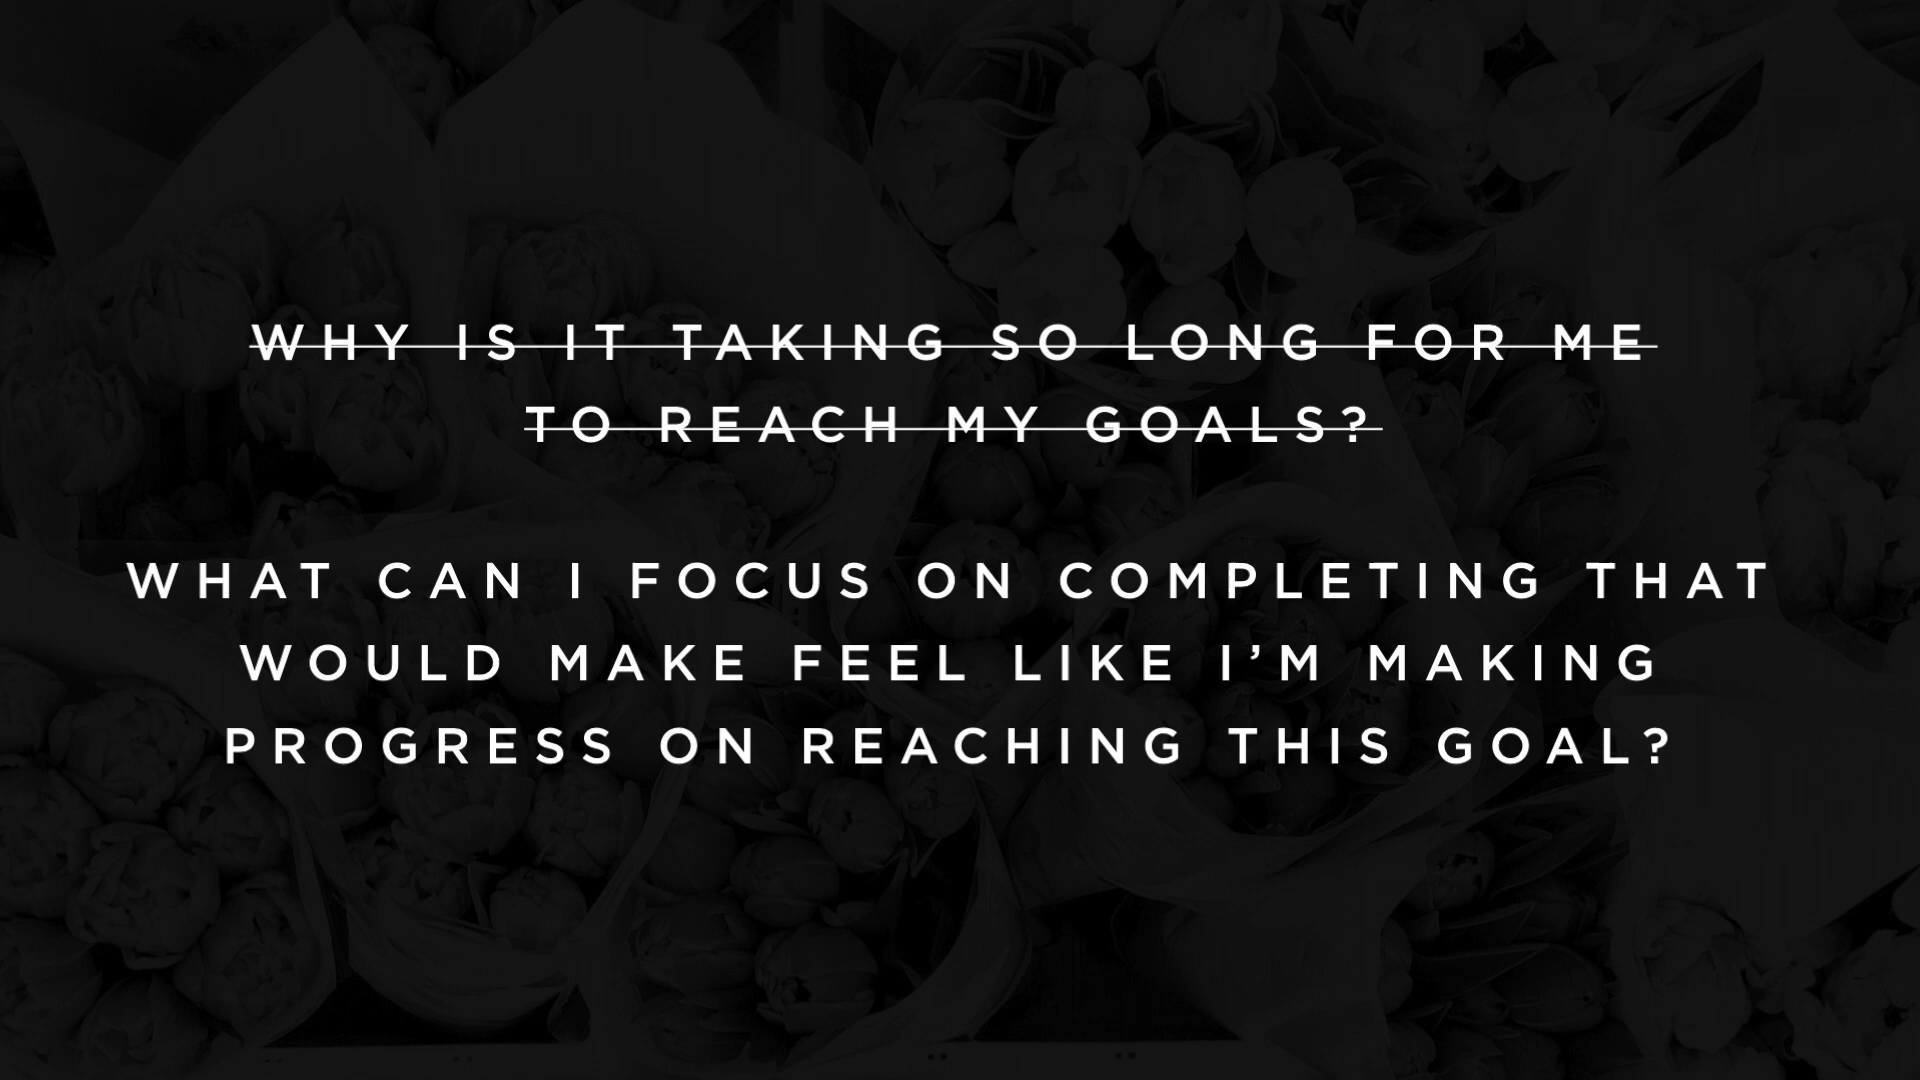 WHY IS IT TAKING SO LONG FOR ME
TO REACH MY GOALS?
WHAT CAN I FOCUS ON COMPLETING THAT
WOULD MAKE FEEL LIKE I’M MAKING
PROGRESS ON REACHING THIS GOAL?